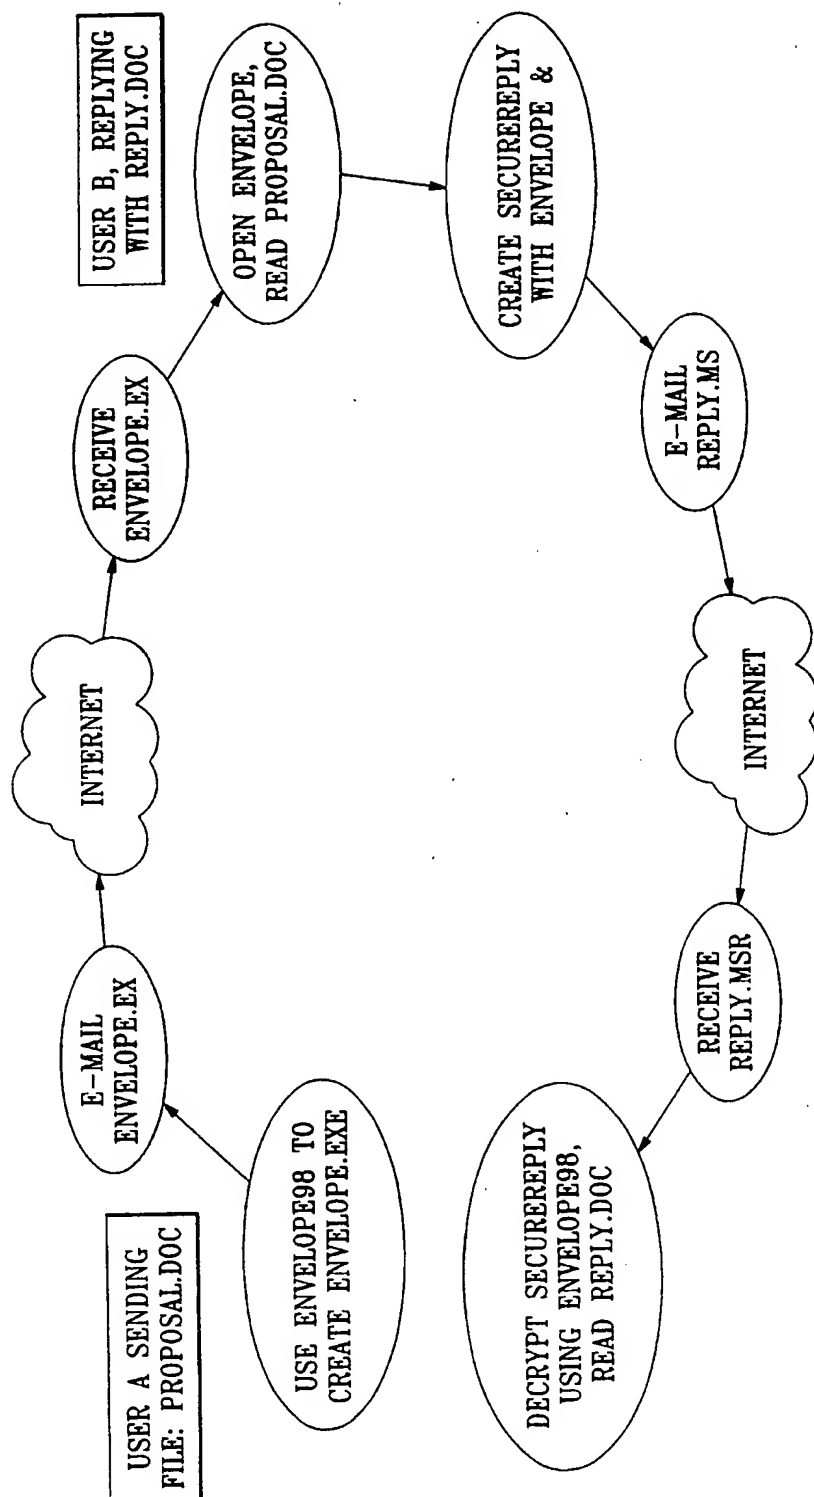 USER A SENDING
FILE: PROPOSAL.DOC
USE ENVELOPE98 TO
CREATE ENVELOPE.EXE
E-MAIL
ENVELOPE.EX
INTERNET
RECEIVE
ENVELOPE.EX
USER B, REPLYING
WITH REPLY.DOC
OPEN ENVELOPE,
READ PROPOSAL.DOC
CREATE SECUREREPLY
WITH ENVELOPE &
E-MAIL
REPLY.MS
INTERNET
RECEIVE
REPLY.MSR
DECRYPT SECUREREPLY
USING ENVELOPE98,
READ REPLY.DOC